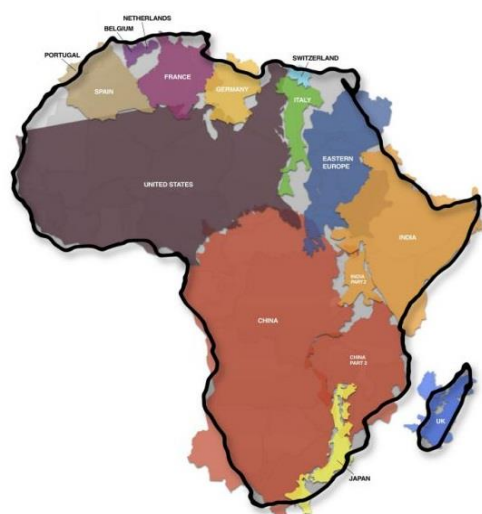 NETHERLANDS
BELGIUM
PORTUGAL
SPAIN
FRANCE
GERMANY
SWITZERLAND
ITALY
EASTERN
EUROPE
UNITED STATES
INDIA
INDIA
PART 2
CHINA
CHINA
PART 2
UK
JAPAN